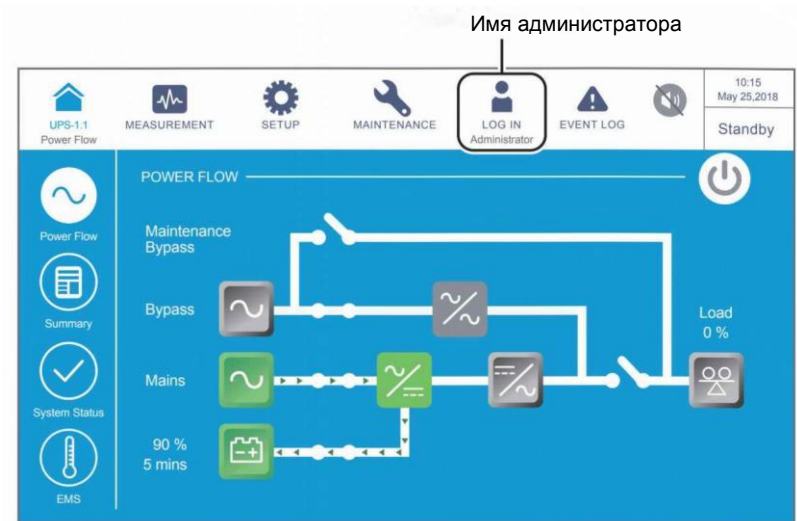 Имя администратора
UPS-1.1
Power Flow
MEASUREMENT
SETUP
MAINTENANCE
LOG IN
Administrator
EVENT LOG
10:15
May 25,2018
Standby
Power Flow
Summary
System Status
EMS
POWER FLOW
Maintenance
Bypass
Bypass
Load
0 %
Mains
90 %
5 mins